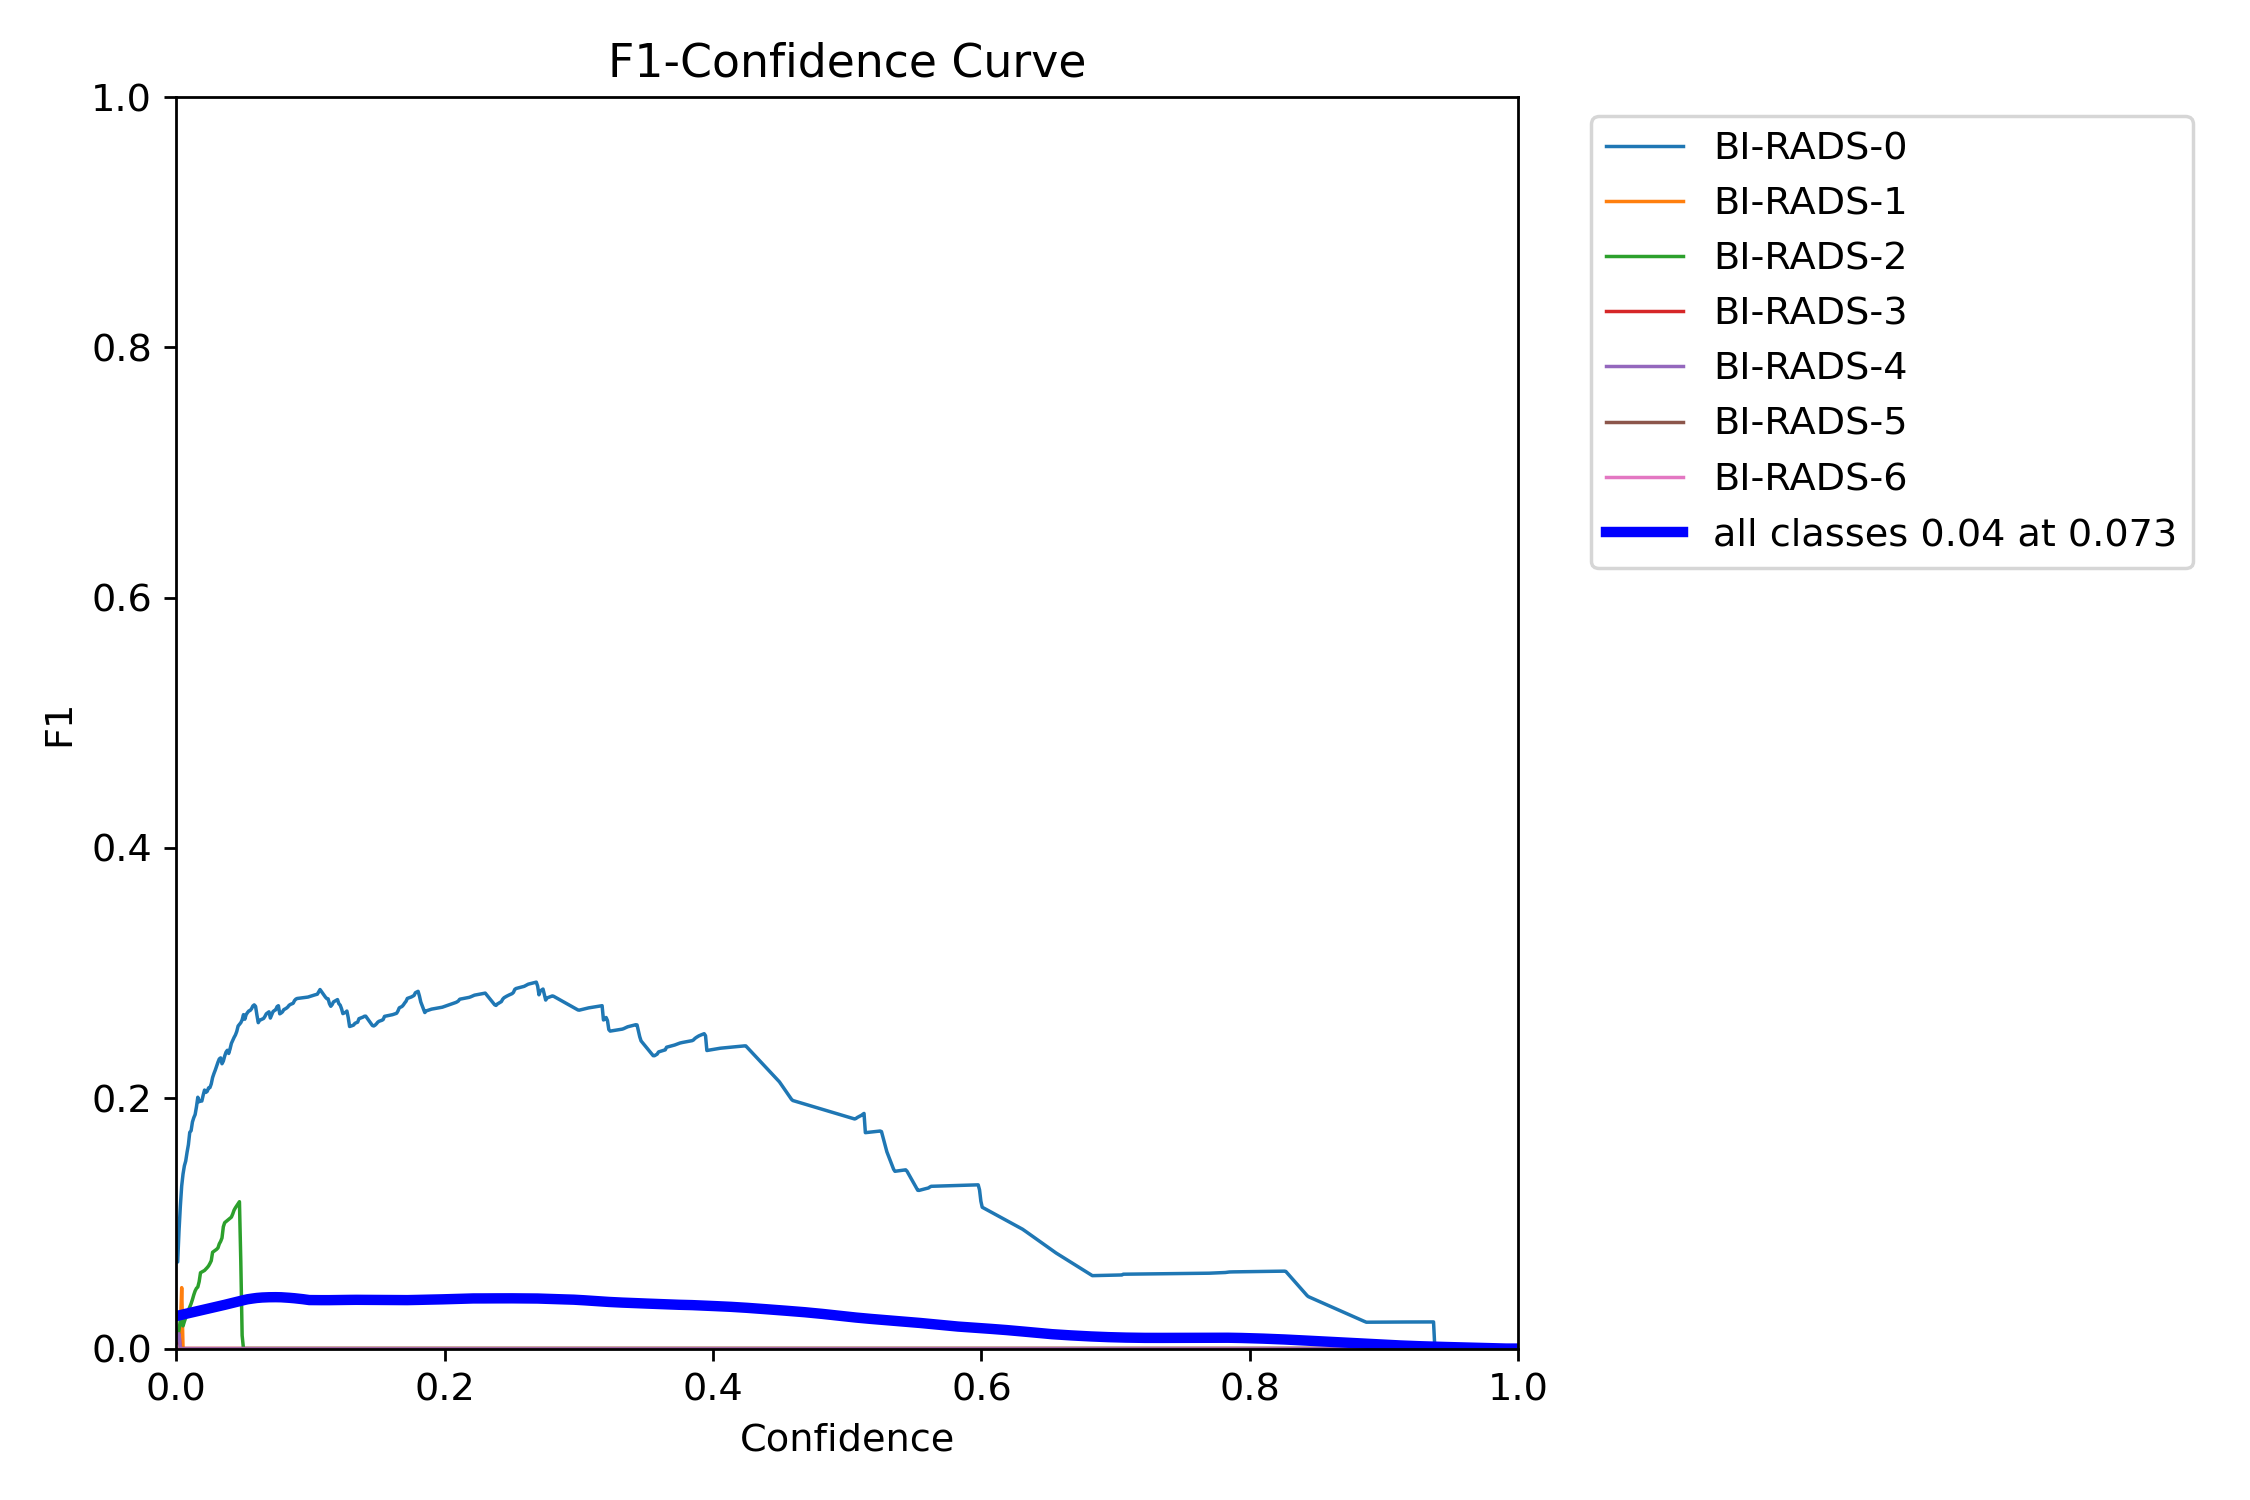 F1-Confidence Curve
1.0
0.8
0.6
0.4
0.2
0.0
F1
0.0 0.2 0.4 0.6 0.8 1.0
Confidence
BI-RADS-0
BI-RADS-1
BI-RADS-2
BI-RADS-3
BI-RADS-4
BI-RADS-5
BI-RADS-6
all classes 0.04 at 0.073